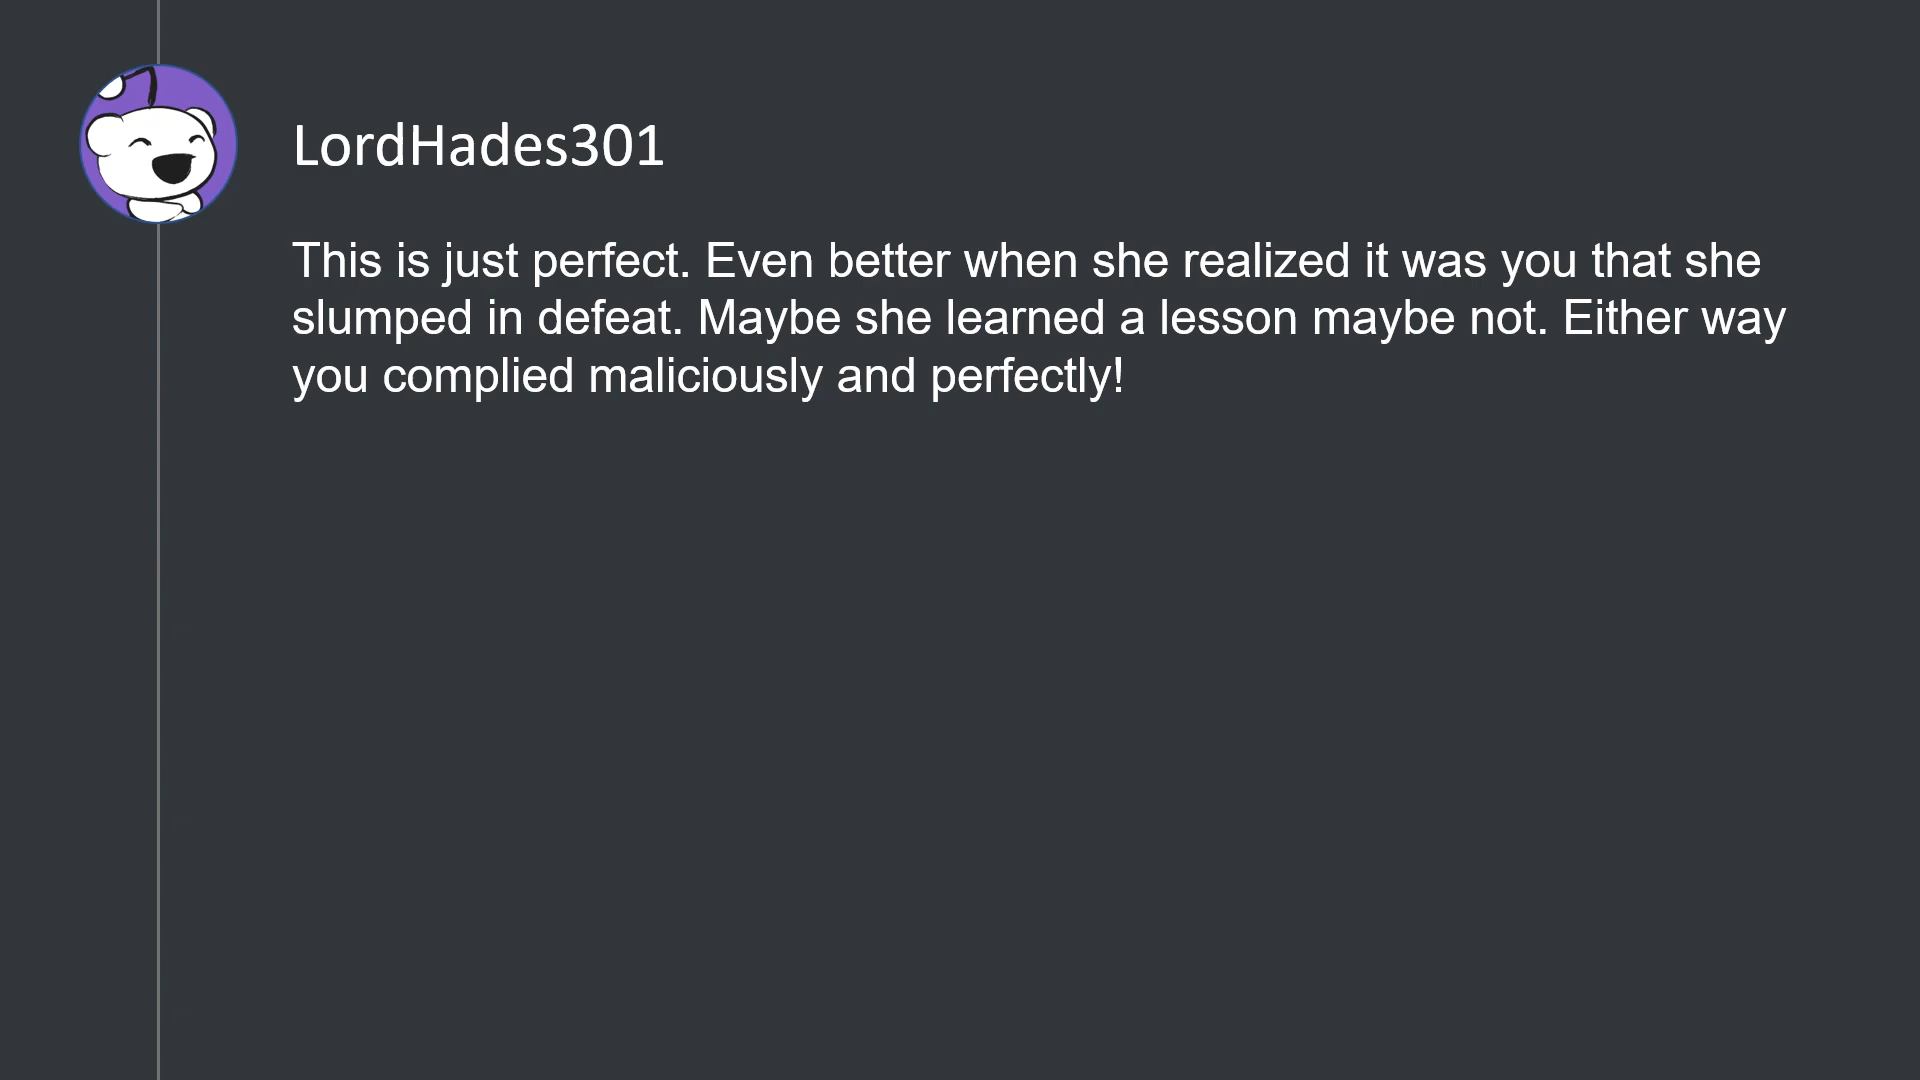 LordHades301
This is just perfect. Even better when she realized it was you that she
slumped in defeat. Maybe she learned a lesson maybe not. Either way
you complied maliciously and perfectly!